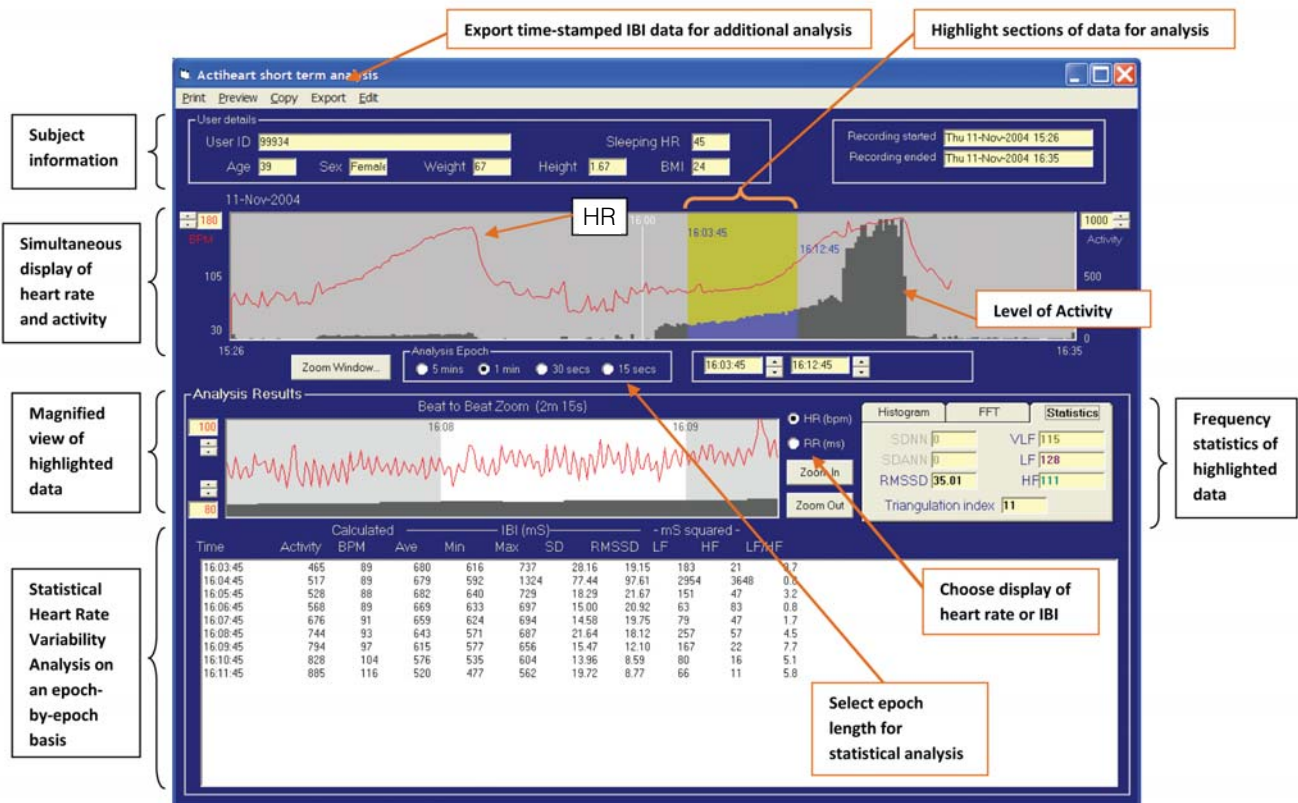 Export time-stamped IBI data for additional analysis
Highlight sections of data for analysis
Actiheart short term analysis
Print Preview Copy Export Edit
Subject
information
User details
User ID 99934 Sleeping HR 45
Age 39 Sex Female Weight 67 Height 1.67 BMI 24
Recording started Thu 11-Nov-2004 15:26
Recording ended Thu 11-Nov-2004 16:35
Simultaneous
display of
heart rate
and activity
11-Nov-2004
180
BPM
105
30
HR
16:00
16:03:45
16:12:45
1000
Activity
500
0
Level of Activity
15:26 16:35
Zoom Window...
Analysis Epoch
5 mins 1 min 30 secs 15 secs
16:03:45 16:12:45
Magnified
view of
highlighted
data
Analysis Results
Beat to Beat Zoom (2m 15s)
100
80
16:08 16:09
HR (bpm)
RR (ms)
Zoom In
Zoom Out
Histogram FFT Statistics
SDNN 0 VLF 115
SDANN 0 LF 128
RMSSD 35.01 HF 111
Triangulation index 11
Frequency
statistics of
highlighted
data
Statistical
Heart Rate
Variability
Analysis on
an epoch-
by-epoch
basis
Calculated IBI (mS) - mS squared -
Time Activity BPM Ave Min Max SD RMSSD LF HF LF/HF
16:03:45 465 89 680 616 737 28.16 19.15 183 21
16:04:45 517 89 679 592 1324 77.44 97.61 2954 3648
16:05:45 528 88 682 640 729 18.29 21.67 151 47 3.2
16:06:45 568 89 669 633 697 15.00 20.92 63 83 0.8
16:07:45 676 91 659 624 694 14.58 19.75 79 47 1.7
16:08:45 744 93 643 571 687 21.64 18.12 257 57 4.5
16:09:45 794 97 615 577 656 15.47 12.10 167 22 7.7
16:10:45 828 104 576 535 604 13.96 8.59 80 16 5.1
16:11:45 885 116 520 477 562 19.72 8.77 66 11 5.8
Choose display of
heart rate or IBI
Select epoch
length for
statistical analysis